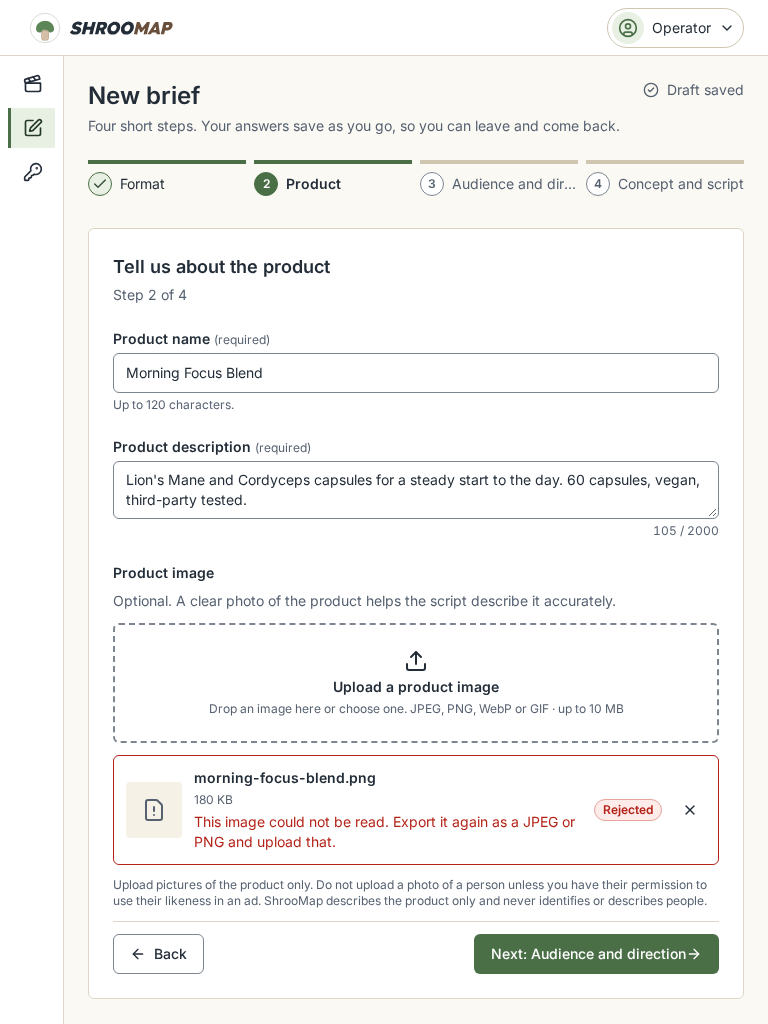 SHROOMAP
Operator
New brief
Draft saved
Four short steps. Your answers save as you go, so you can leave and come back.
Format
2 Product
3 Audience and dir...
4 Concept and script
Tell us about the product
Step 2 of 4
Product name (required)
Morning Focus Blend
Up to 120 characters.
Product description (required)
Lion's Mane and Cordyceps capsules for a steady start to the day. 60 capsules, vegan,
third-party tested.
105 / 2000
Product image
Optional. A clear photo of the product helps the script describe it accurately.
Upload a product image
Drop an image here or choose one. JPEG, PNG, WebP or GIF · up to 10 MB
morning-focus-blend.png
180 KB
This image could not be read. Export it again as a JPEG or
PNG and upload that.
Rejected
Upload pictures of the product only. Do not upload a photo of a person unless you have their permission to
use their likeness in an ad. ShrooMap describes the product only and never identifies or describes people.
Back
Next: Audience and direction